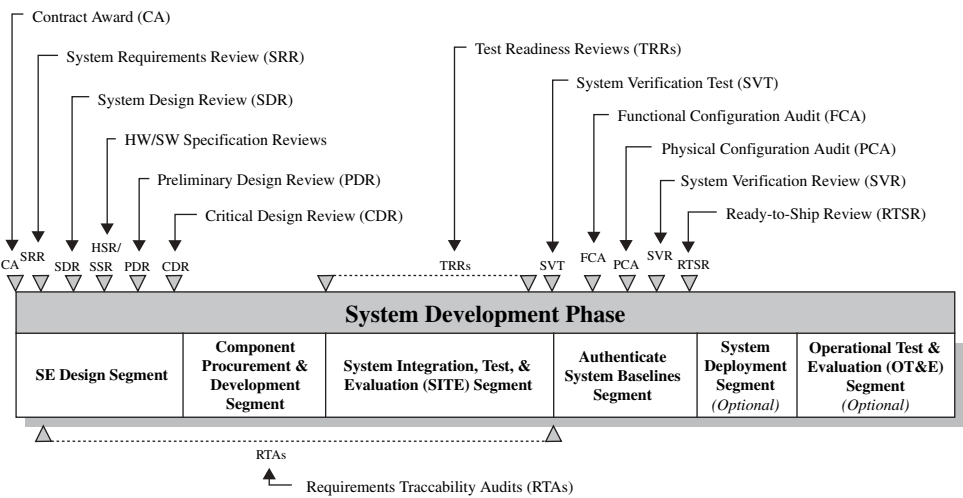 Contract Award (CA)
System Requirements Review (SRR)
System Design Review (SDR)
HW/SW Specification Reviews
Preliminary Design Review (PDR)
Critical Design Review (CDR)
Test Readiness Reviews (TRRs)
System Verification Test (SVT)
Functional Configuration Audit (FCA)
Physical Configuration Audit (PCA)
System Verification Review (SVR)
Ready-to-Ship Review (RTSR)
CA
SRR
SDR
HSR/
SSR
PDR
CDR
TRRs
SVT
FCA
PCA
SVR
RTSR
System Development Phase
SE Design Segment
Component
Procurement &
Development
Segment
System Integration, Test, &
Evaluation (SITE) Segment
Authenticate
System Baselines
Segment
System
Deployment
Segment
(Optional)
Operational Test &
Evaluation (OT&E)
Segment
(Optional)
RTAs
Requirements Traccability Audits (RTAs)